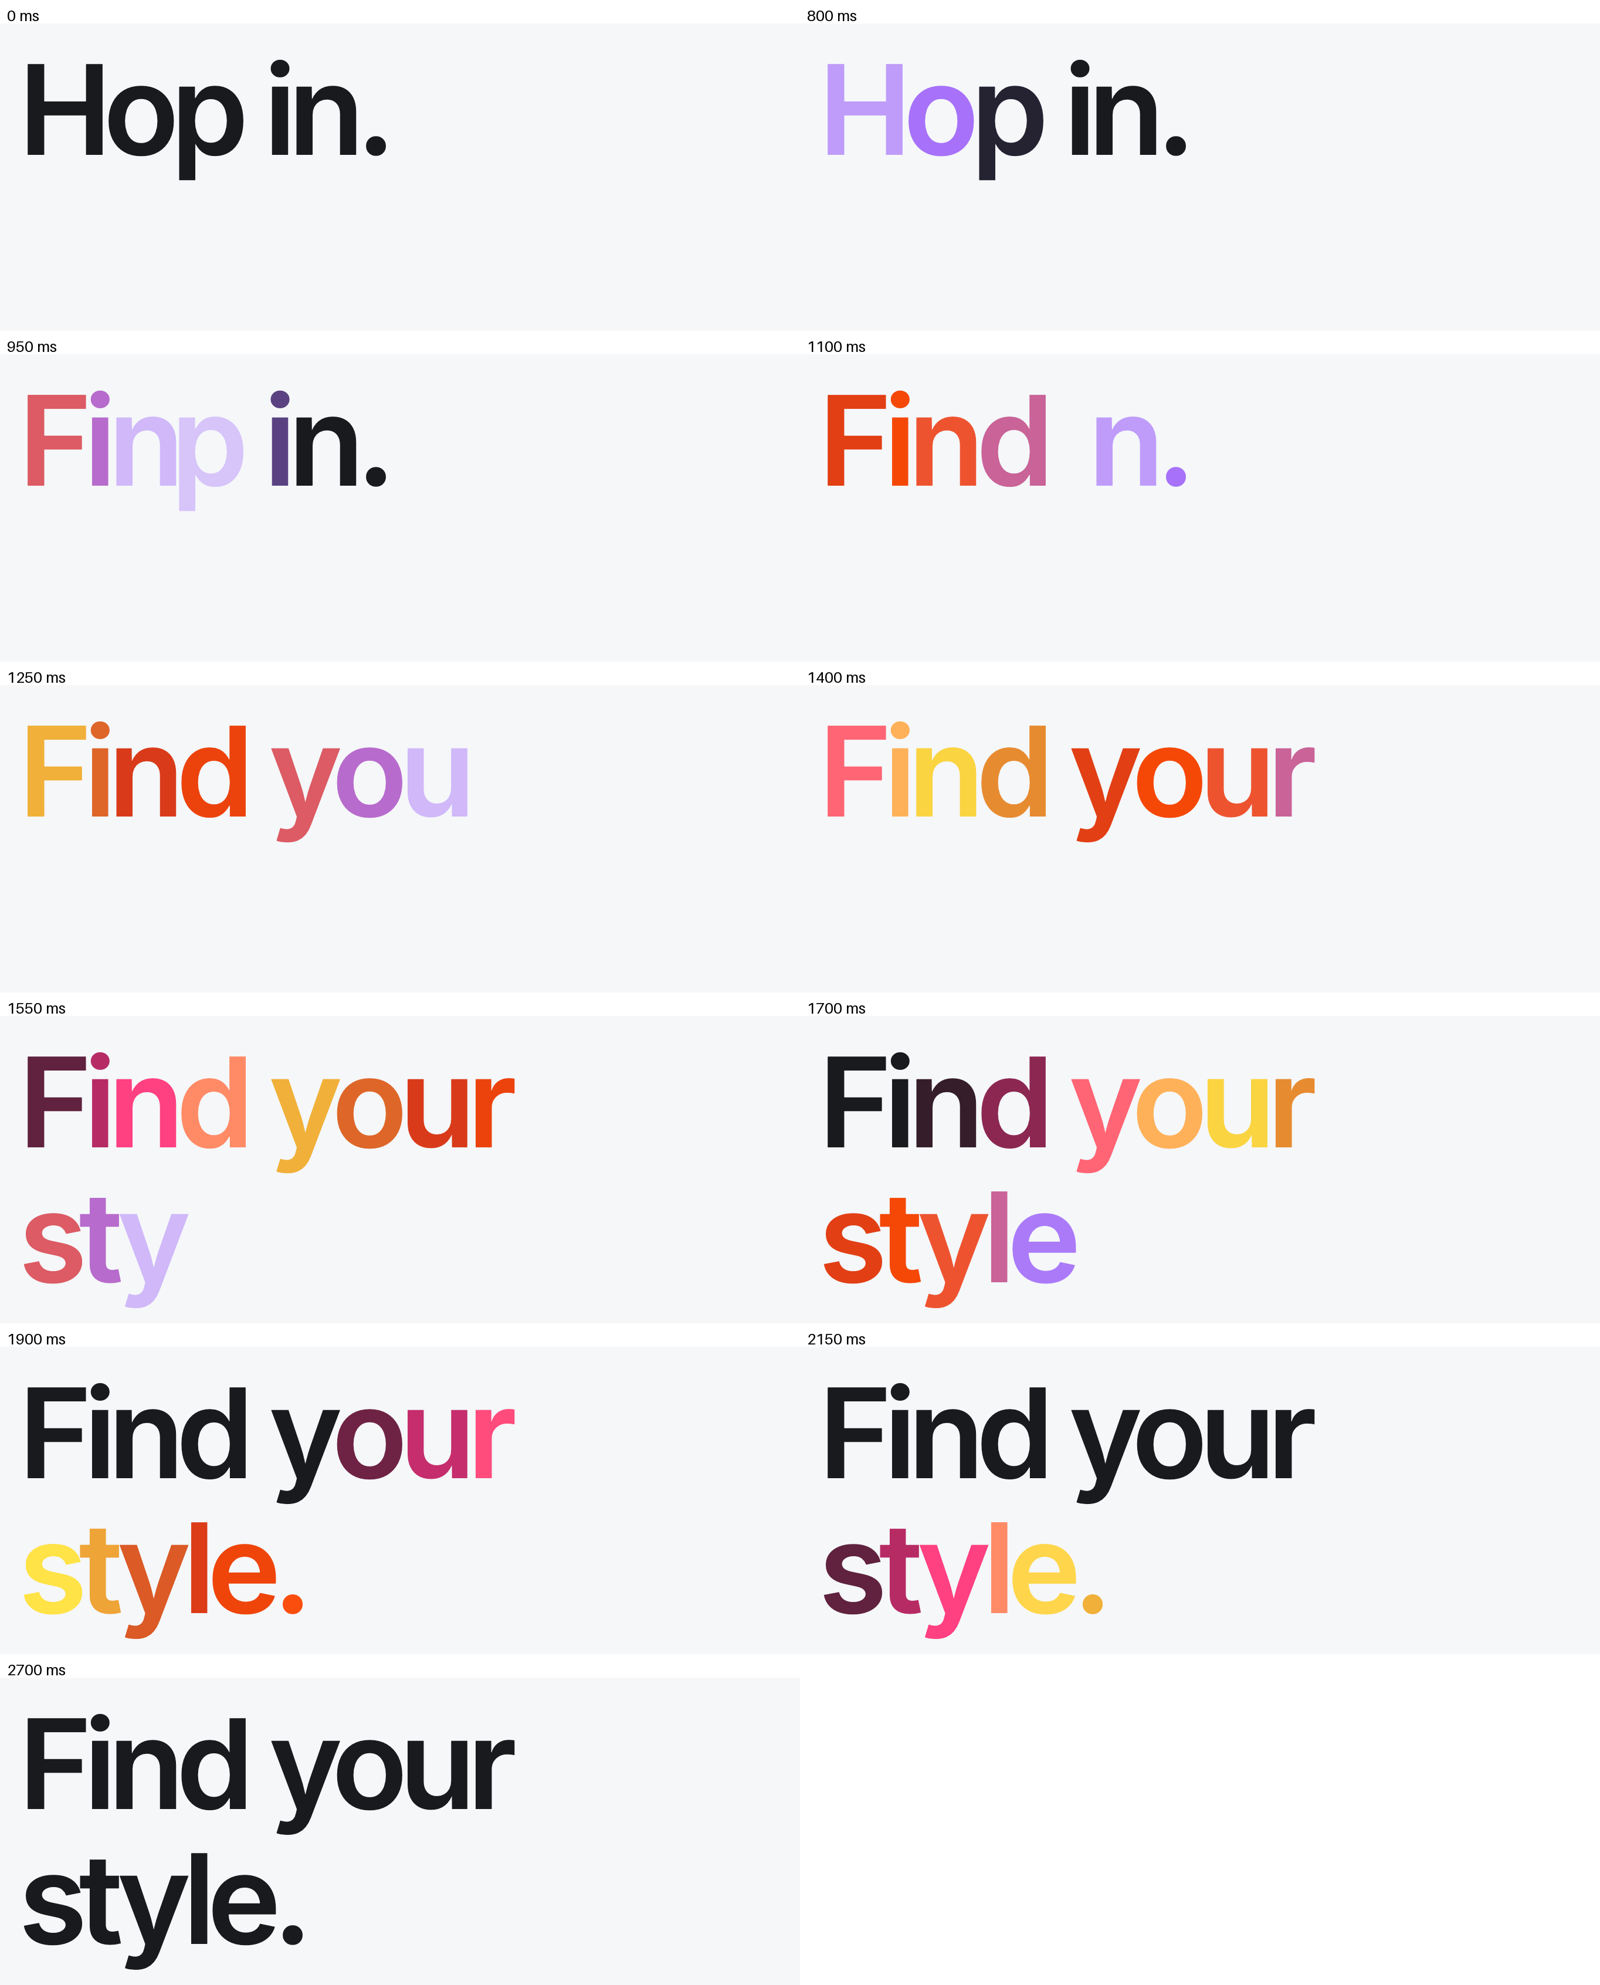 0 ms
Hop in.
800 ms
Hop in.
950 ms
Finp in.
1100 ms
Find n.
1250 ms
Find you
1400 ms
Find your
1550 ms
Find your
sty
1700 ms
Find your
style
1900 ms
Find your
style.
2150 ms
Find your
style.
2700 ms
Find your
style.